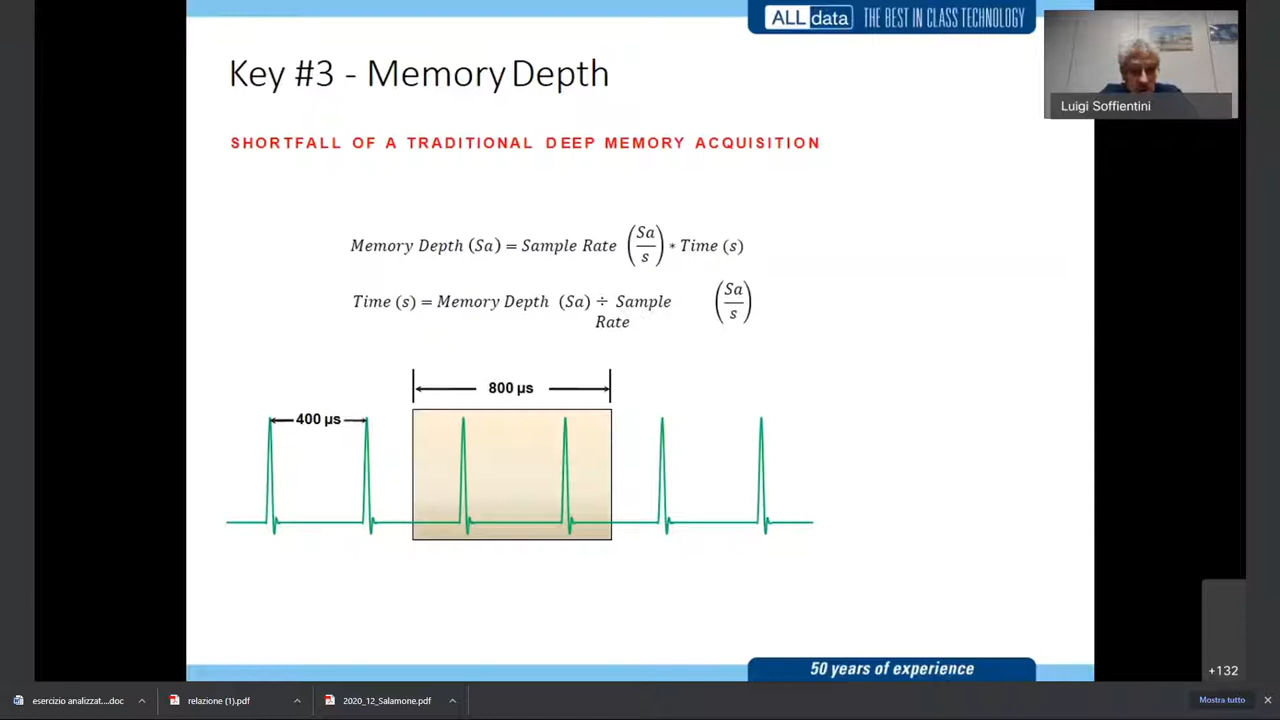 ALL data THE BEST IN CLASS TECHNOLOGY
Key #3 - Memory Depth
Luigi Soffientini
SHORTFALL OF A TRADITIONAL DEEP MEMORY ACQUISITION
Memory Depth (Sa) = Sample Rate (Sa/s) * Time (s)
Time (s) = Memory Depth (Sa) ÷ Sample (Sa/s)
Rate
800 µs
400 µs
50 years of experience
+132
esercizio analizzat....doc
relazione (1).pdf
2020_12_Salamone.pdf
Mostra tutto